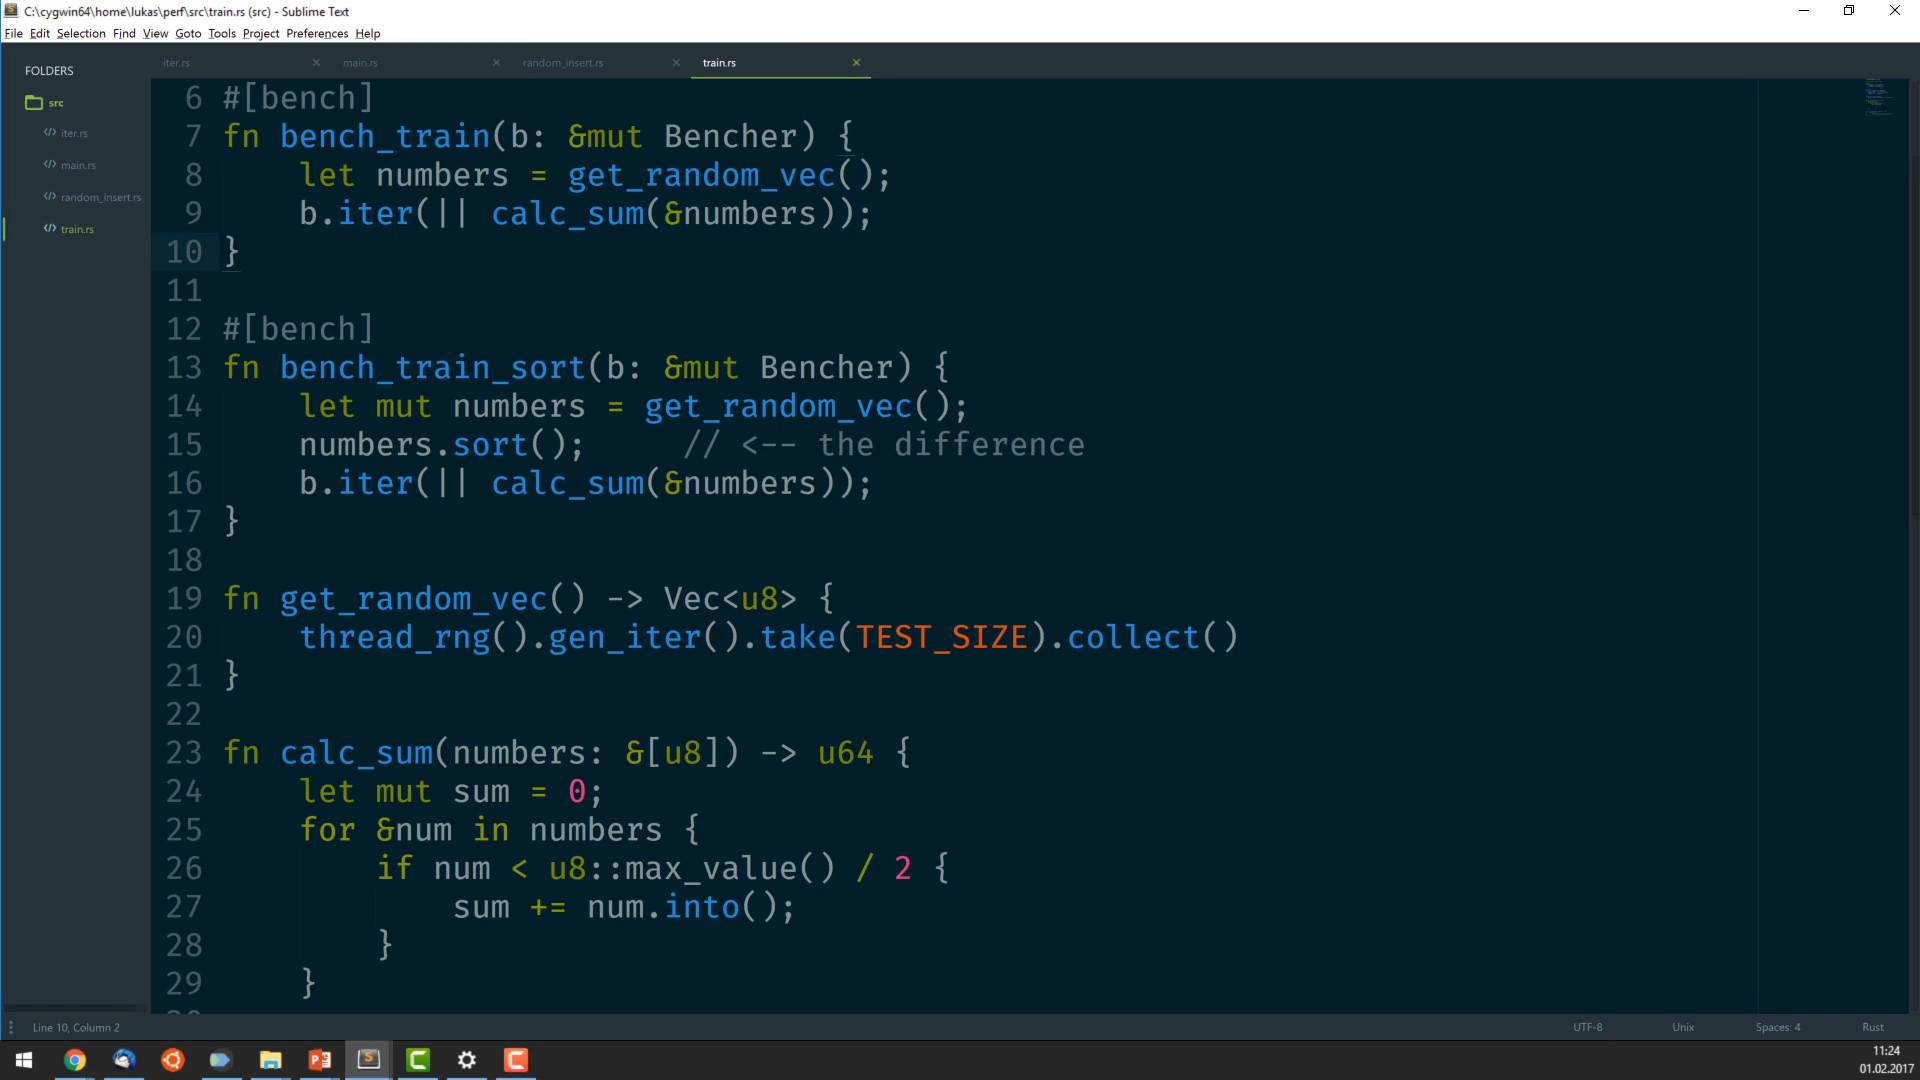 C:\cygwin64\home\lukas\perf\src\train.rs (src) - Sublime Text
File Edit Selection Find View Goto Tools Project Preferences Help
FOLDERS
src
iter.rs
main.rs
random_insert.rs
train.rs
iter.rs main.rs random_insert.rs train.rs
6 #[bench]
7 fn bench_train(b: &mut Bencher) {
8     let numbers = get_random_vec();
9     b.iter(|| calc_sum(&numbers));
10 }
11
12 #[bench]
13 fn bench_train_sort(b: &mut Bencher) {
14     let mut numbers = get_random_vec();
15     numbers.sort();     // <-- the difference
16     b.iter(|| calc_sum(&numbers));
17 }
18
19 fn get_random_vec() -> Vec<u8> {
20     thread_rng().gen_iter().take(TEST_SIZE).collect()
21 }
22
23 fn calc_sum(numbers: &[u8]) -> u64 {
24     let mut sum = 0;
25     for &num in numbers {
26         if num < u8::max_value() / 2 {
27             sum += num.into();
28         }
29     }
Line 10, Column 2 UTF-8 Unix Spaces: 4 Rust
11:24
01.02.2017